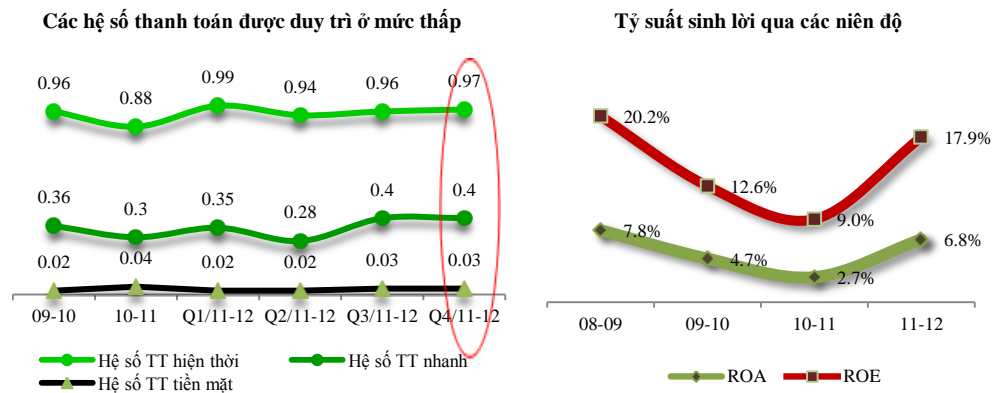 Các hệ số thanh toán được duy trì ở mức thấp
0.96 0.88 0.99 0.94 0.96 0.97
0.36 0.3 0.35 0.28 0.4 0.4
0.02 0.04 0.02 0.02 0.03 0.03
09-10 10-11 Q1/11-12 Q2/11-12 Q3/11-12 Q4/11-12
Hệ số TT hiện thời Hệ số TT nhanh
Hệ số TT tiền mặt
Tỷ suất sinh lời qua các niên độ
20.2% 12.6% 9.0% 17.9%
7.8% 4.7% 2.7% 6.8%
08-09 09-10 10-11 11-12
ROA ROE